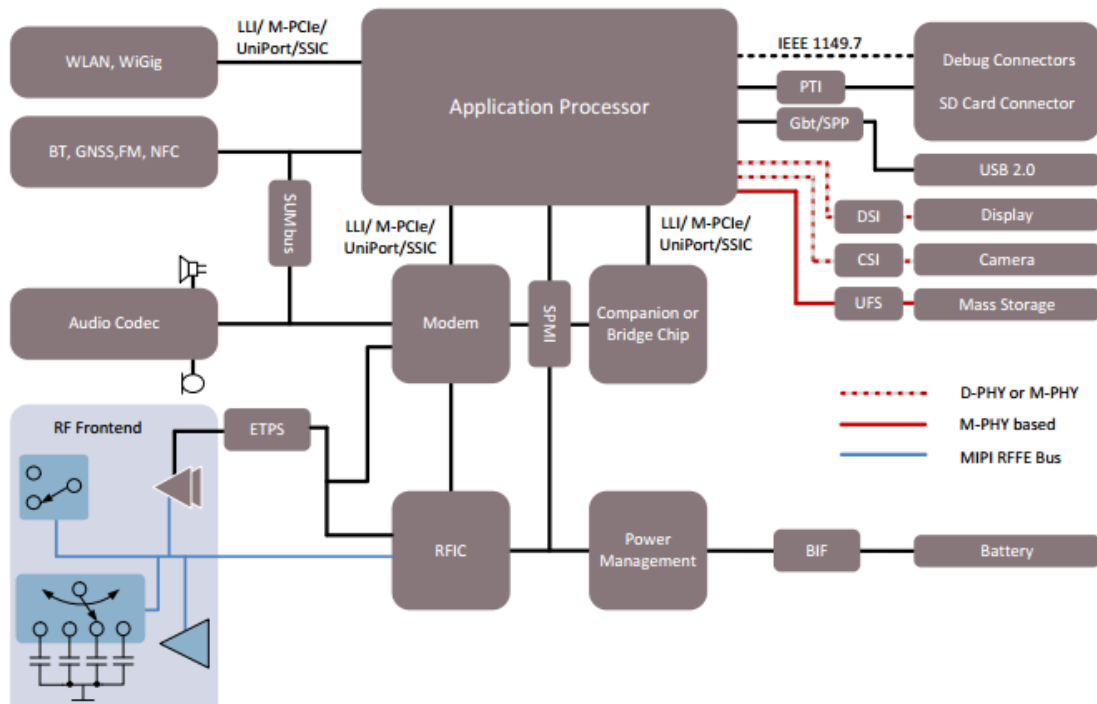 LLI/ M-PCIe/
UniPort/SSIC
WLAN, WiGig
Application Processor
IEEE 1149.7
Debug Connectors
SD Card Connector
PTI
Gbt/SPP
BT, GNSS,FM, NFC
USB 2.0
SUMbus
LLI/ M-PCIe/
UniPort/SSIC
LLI/ M-PCIe/
UniPort/SSIC
DSI
Display
CSI
Camera
UFS
Mass Storage
Audio Codec
Modem
SPMI
Companion or
Bridge Chip
D-PHY or M-PHY
M-PHY based
MIPI RFFE Bus
RF Frontend
ETPS
RFIC
Power
Management
BIF
Battery